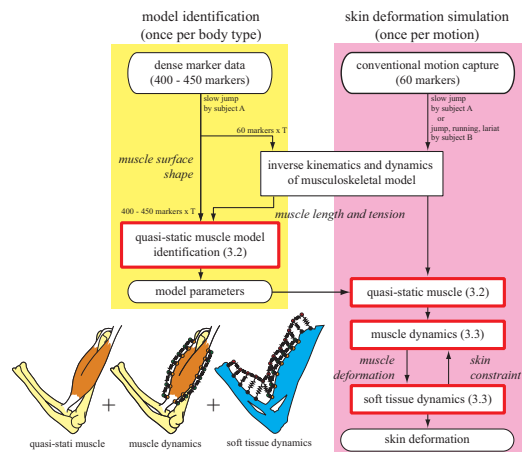 model identification
(once per body type)
skin deformation simulation
(once per motion)
dense marker data
(400 - 450 markers)
conventional motion capture
(60 markers)
slow jump
by subject A
slow jump
by subject A
or
jump, running, lariat
by subject B
60 markers x T
muscle surface
shape
inverse kinematics and dynamics
of musculoskeletal model
400 - 450 markers x T
muscle length and tension
quasi-static muscle model
identification (3.2)
model parameters
quasi-static muscle (3.2)
muscle dynamics (3.3)
muscle
deformation
skin
constraint
soft tissue dynamics (3.3)
skin deformation
+
+
quasi-stati muscle
muscle dynamics
soft tissue dynamics